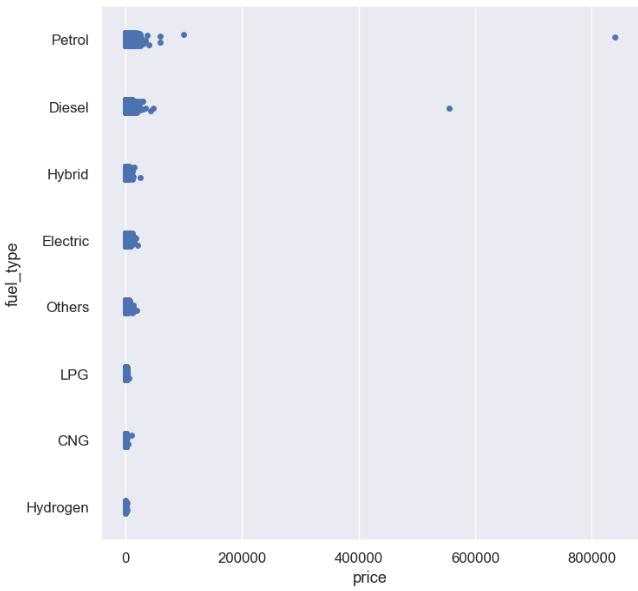 Petrol
Diesel
Hybrid
Electric
Others
LPG
CNG
Hydrogen
fuel_type
0 200000 400000 600000 800000
price